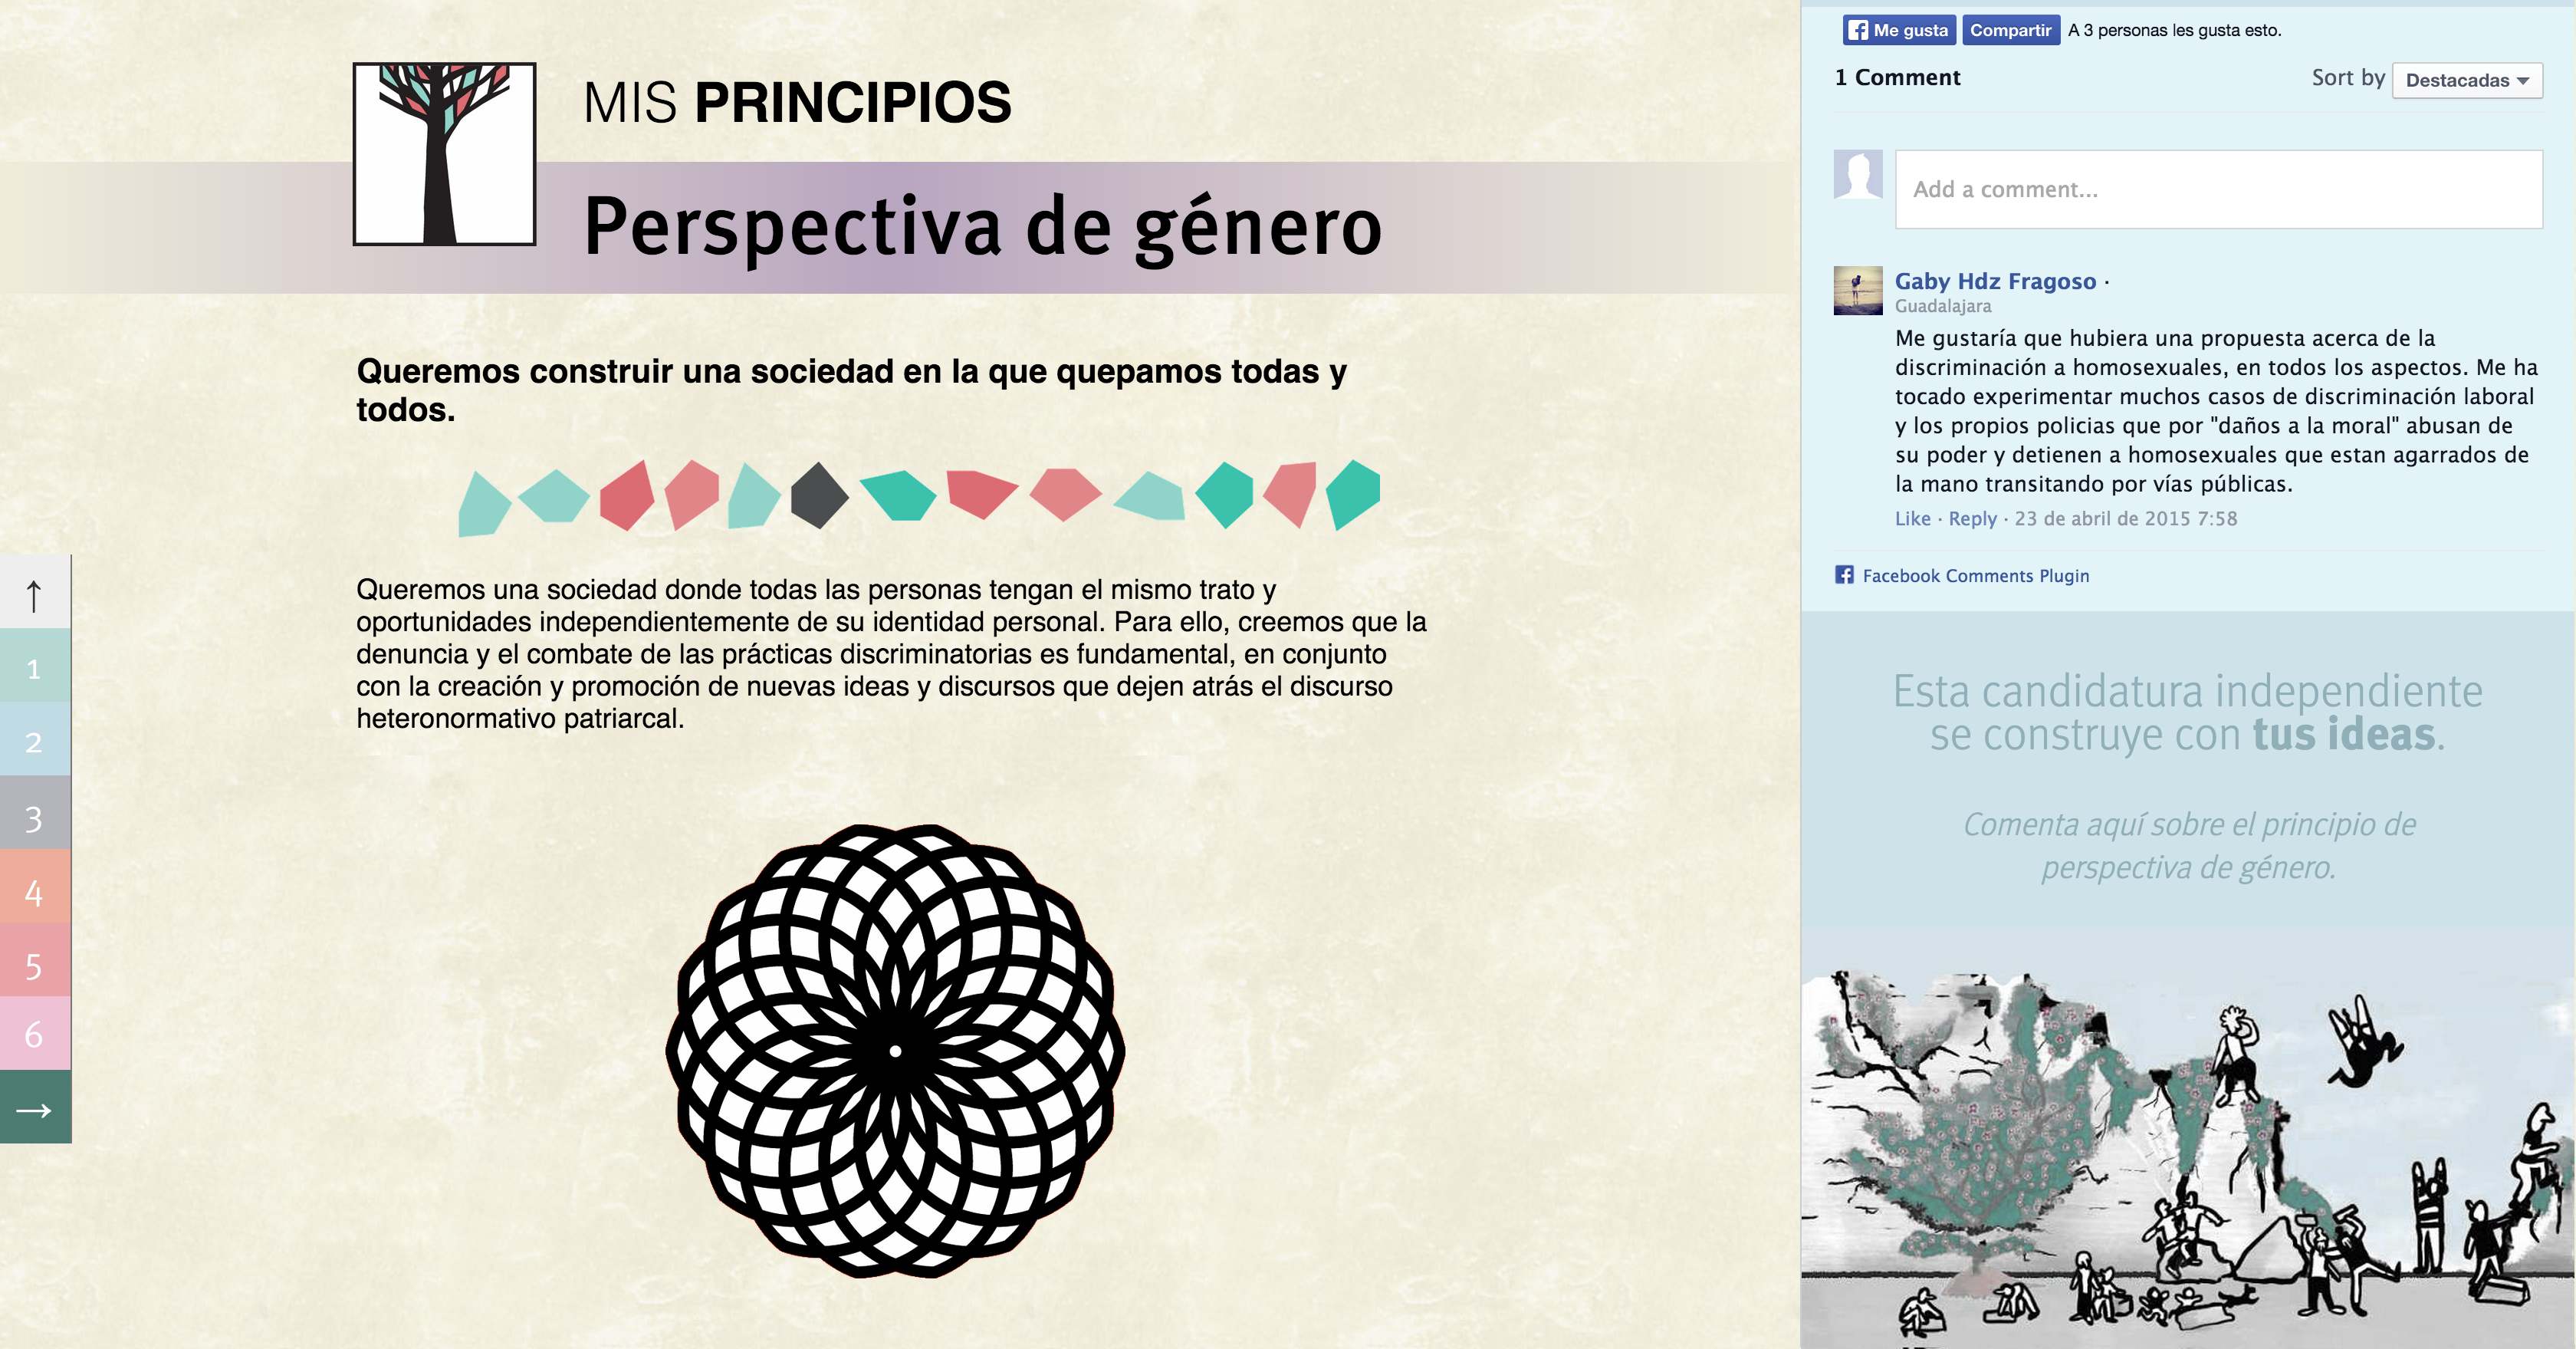 MIS PRINCIPIOS
Perspectiva de género
Queremos construir una sociedad en la que quepamos todas y
todos.
Queremos una sociedad donde todas las personas tengan el mismo trato y
oportunidades independientemente de su identidad personal. Para ello, creemos que la
denuncia y el combate de las prácticas discriminatorias es fundamental, en conjunto
con la creación y promoción de nuevas ideas y discursos que dejen atrás el discurso
heteronormativo patriarcal.
↑
1
2
3
4
5
6
→
Me gusta Compartir A 3 personas les gusta esto.
1 Comment Sort by Destacadas
Add a comment...
Gaby Hdz Fragoso ·
Guadalajara
Me gustaría que hubiera una propuesta acerca de la
discriminación a homosexuales, en todos los aspectos. Me ha
tocado experimentar muchos casos de discriminación laboral
y los propios policias que por "daños a la moral" abusan de
su poder y detienen a homosexuales que estan agarrados de
la mano transitando por vías públicas.
Like · Reply · 23 de abril de 2015 7:58
Facebook Comments Plugin
Esta candidatura independiente
se construye con tus ideas.
Comenta aquí sobre el principio de
perspectiva de género.